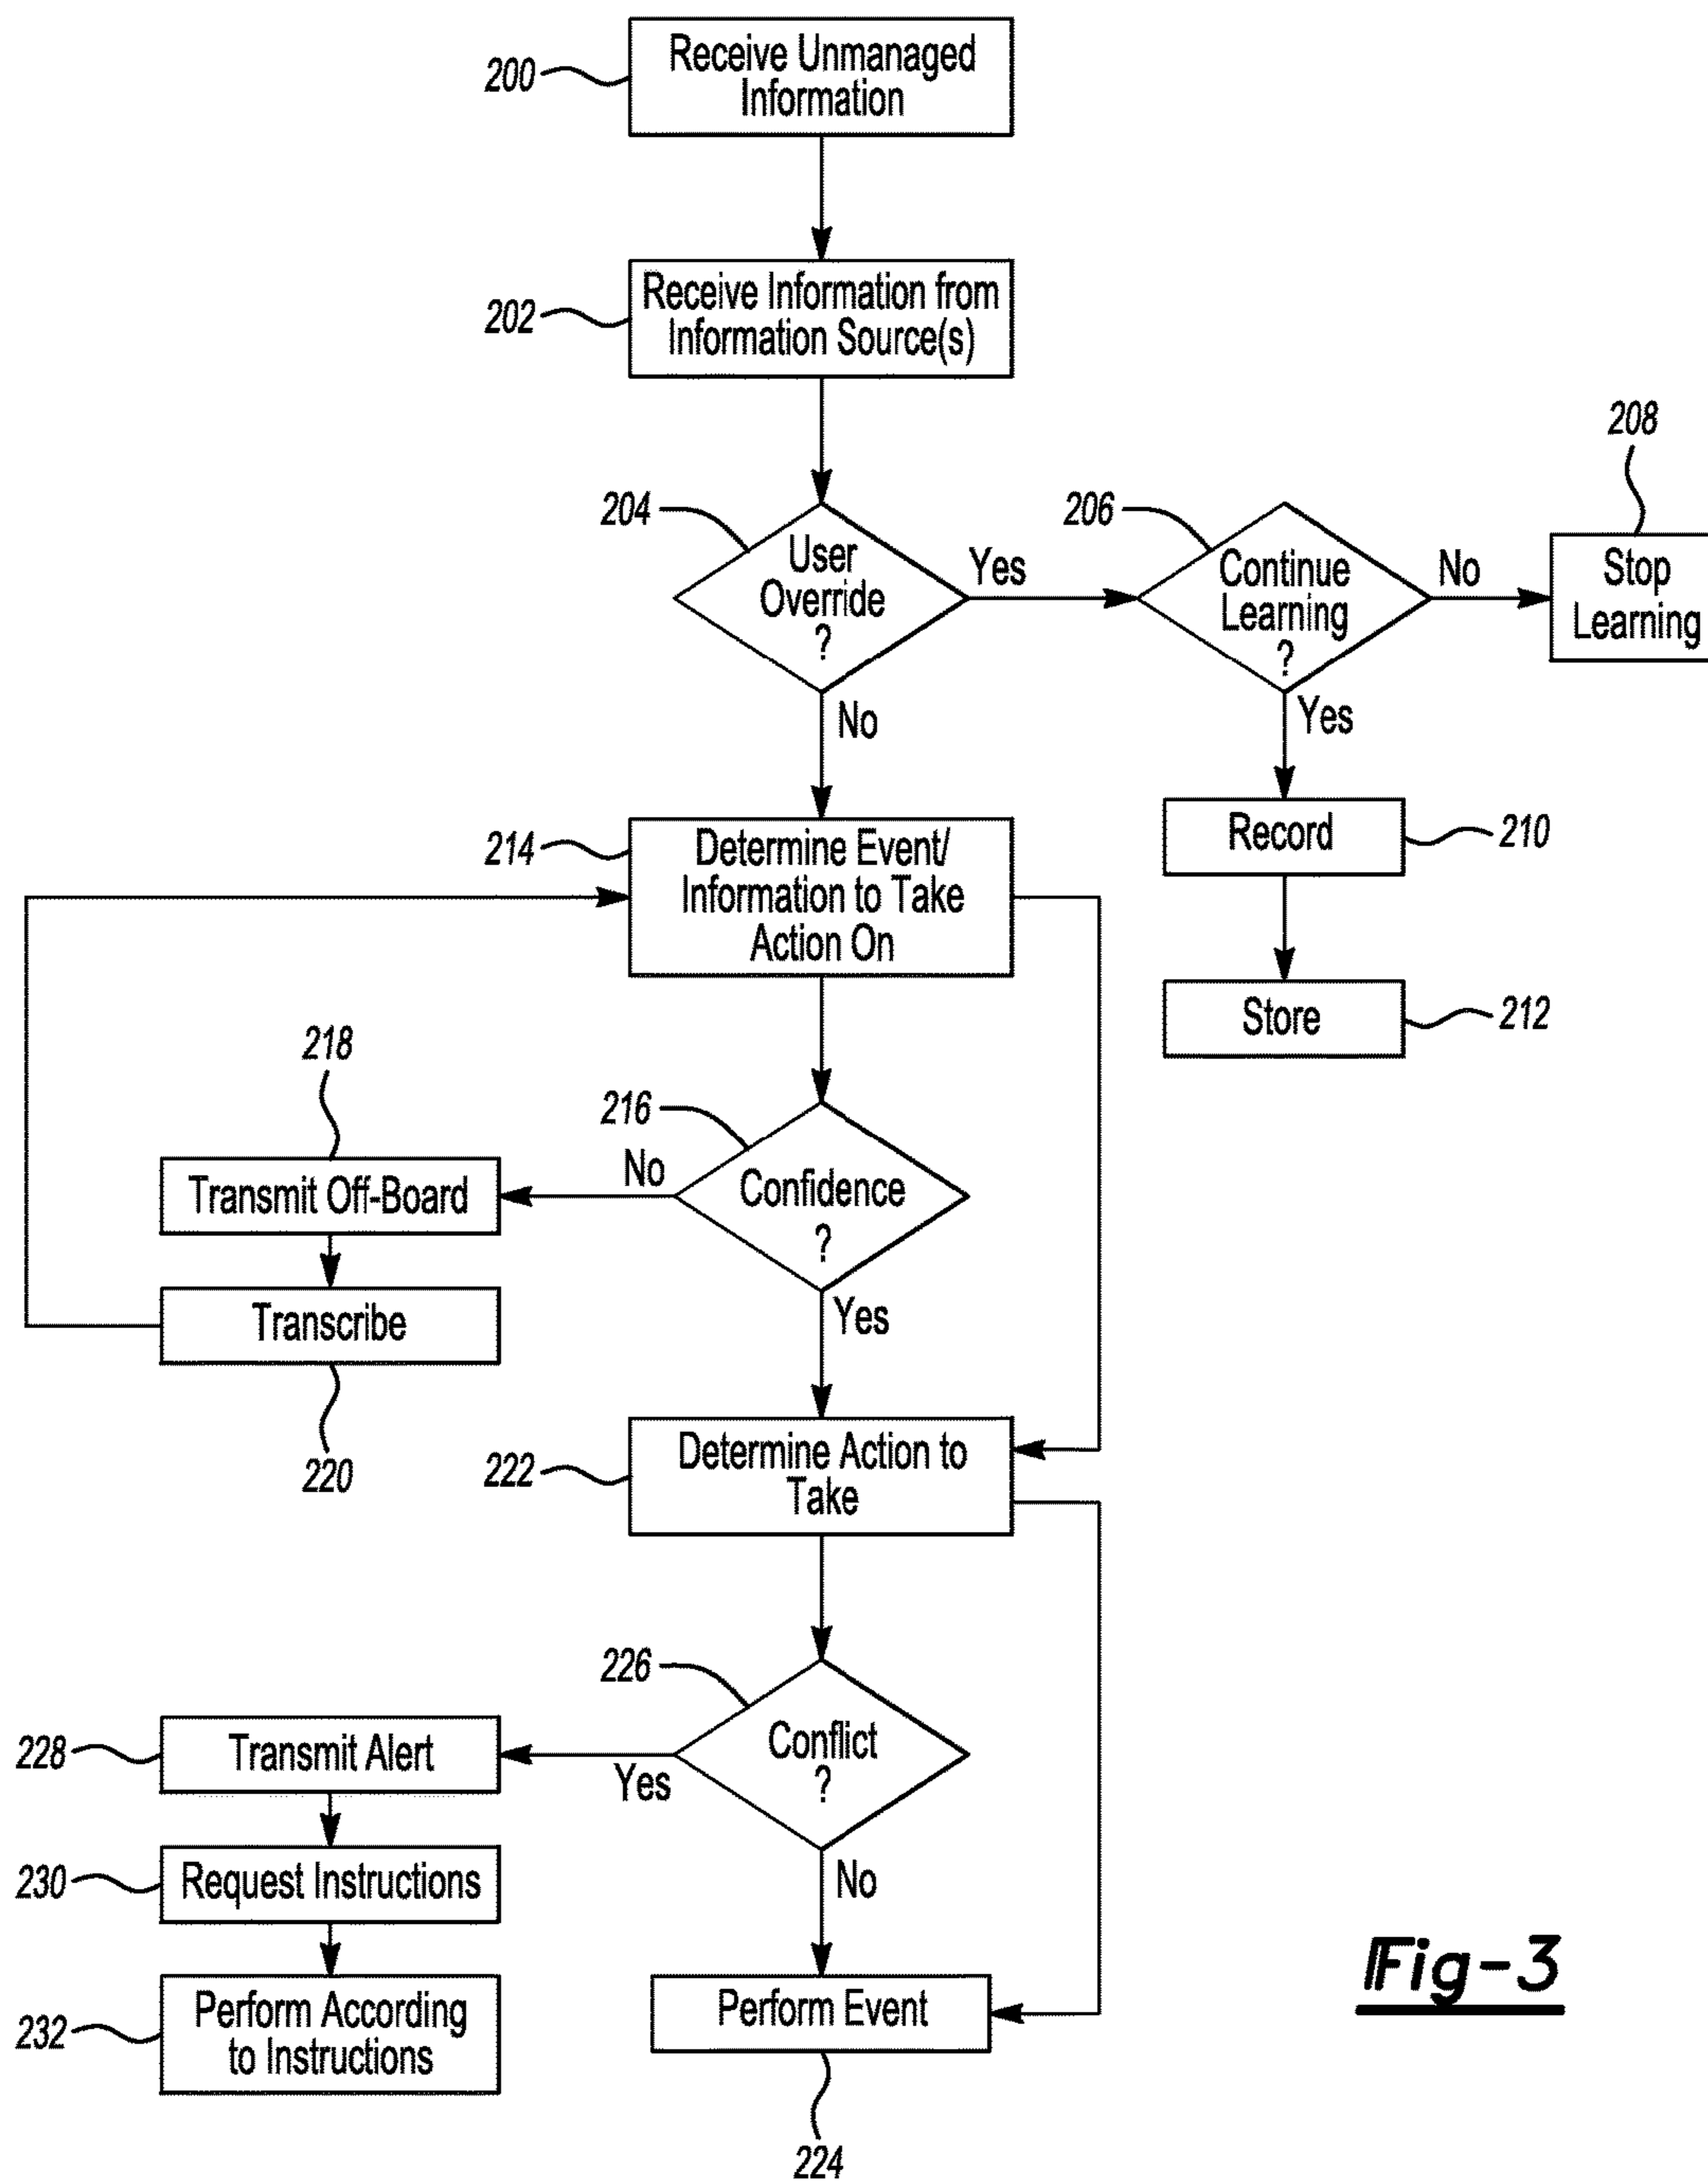 200
Receive Unmanaged
Information
202
Receive Information from
Information Source(s)
204
User
Override
?
Yes
No
206
Continue
Learning
?
No
Yes
208
Stop
Learning
Record
210
Store
212
214
Determine Event/
Information to Take
Action On
216
Confidence
?
No
Yes
218
Transmit Off-Board
Transcribe
220
222
Determine Action to
Take
226
Conflict
?
Yes
No
228
Transmit Alert
230
Request Instructions
232
Perform According
to Instructions
Perform Event
224
Fig-3